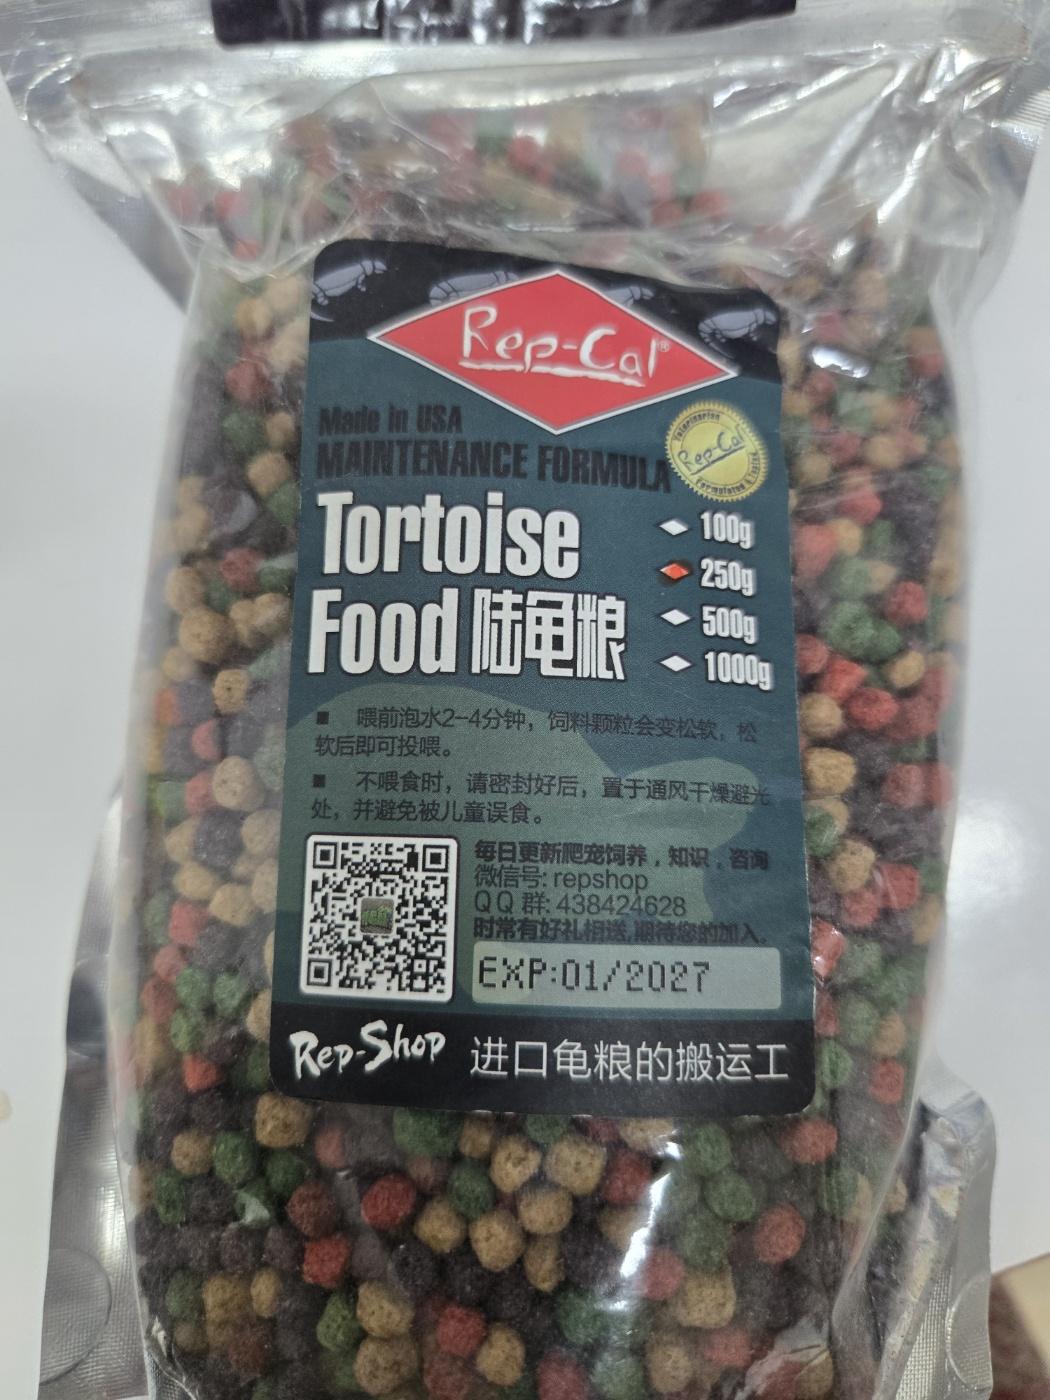 Rep-Cal®
Made in USA
MAINTENANCE FORMULA
Veterinarian
Rep-Cal
Formulated & Tested
Tortoise
Food 陆龟粮
100g
250g
500g
1000g
■ 喂前泡水2-4分钟，饲料颗粒会变松软，松
软后即可投喂。
■ 不喂食时，请密封好后，置于通风干燥避光
处，并避免被儿童误食。
每日更新爬宠饲养，知识，咨询
微信号: repshop
QQ群: 438424628
时常有好礼相送,期待您的加入.
EXP:01/2027
Rep-Shop
进口龟粮的搬运工